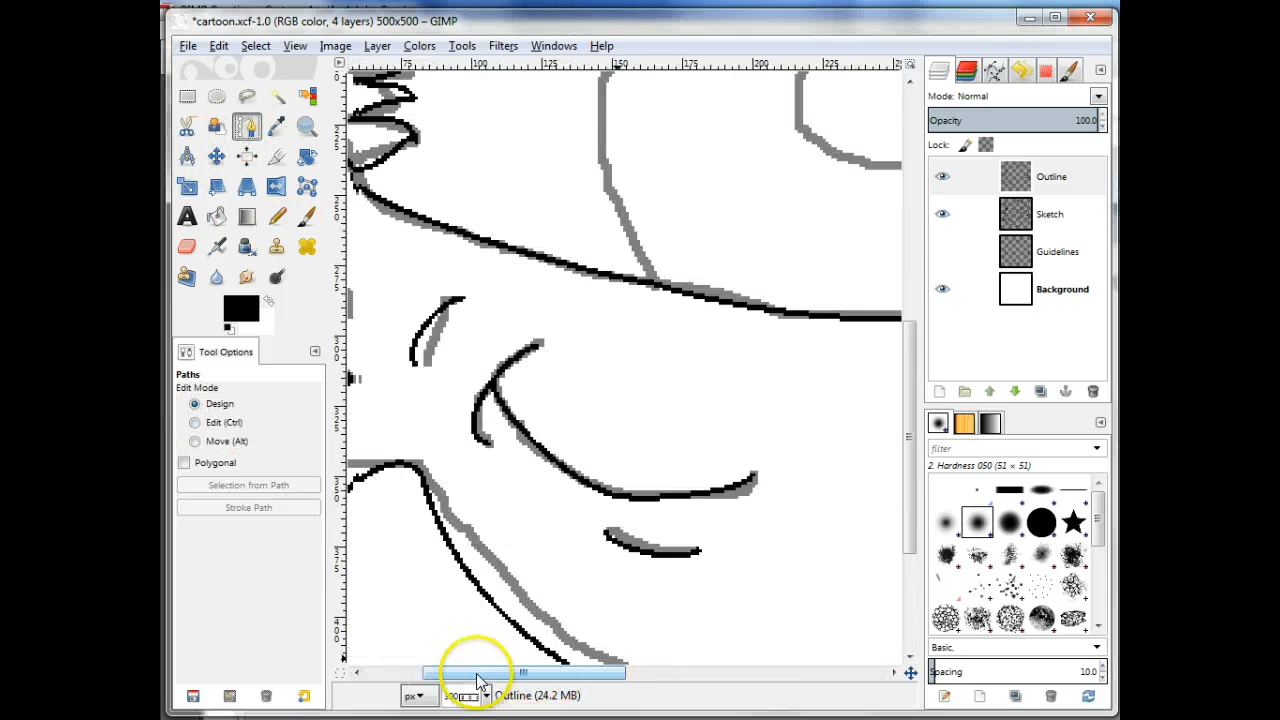 *cartoon.xcf-1.0 (RGB color, 4 layers) 500x500 – GIMP
File Edit Select View Image Layer Colors Tools Filters Windows Help
75 100 125 150 175 200 225
Mode: Normal
Opacity 100.0
Lock:
Outline
Sketch
Guidelines
Background
Tool Options
Paths
Edit Mode
Design
Edit (Ctrl)
Move (Alt)
Polygonal
Selection from Path
Stroke Path
filter
2. Hardness 050 (51 × 51)
Basic,
Spacing 10.0
px
Outline (24.2 MB)